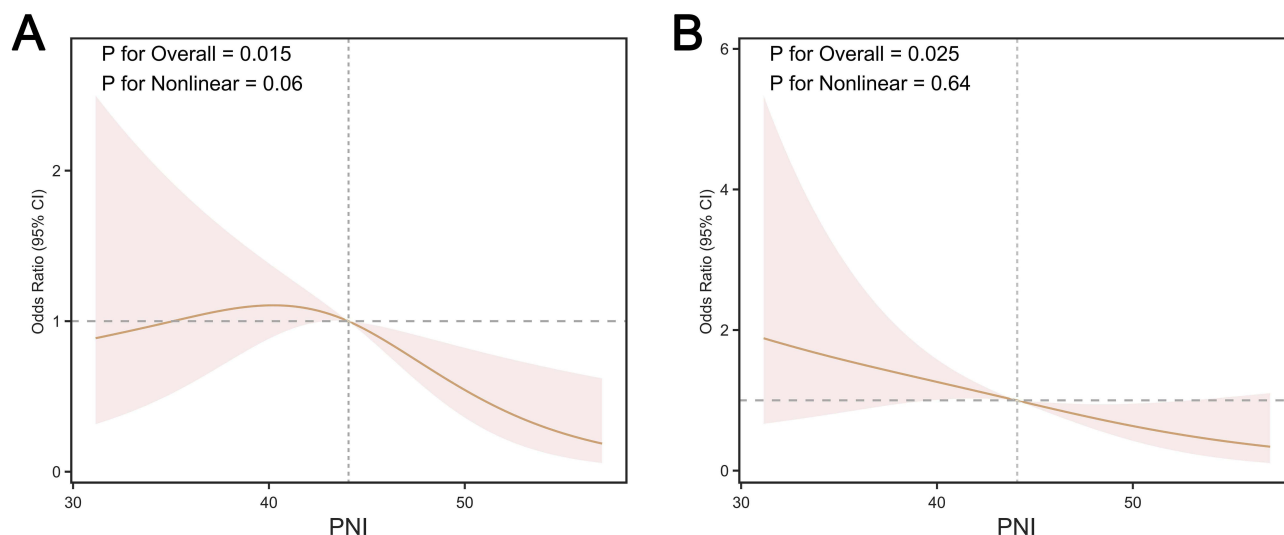 A
P for Overall = 0.015
P for Nonlinear = 0.06
Odds Ratio (95% CI)
2
1
0
30
40
50
PNI
B
P for Overall = 0.025
P for Nonlinear = 0.64
Odds Ratio (95% CI)
6
4
2
0
30
40
50
PNI